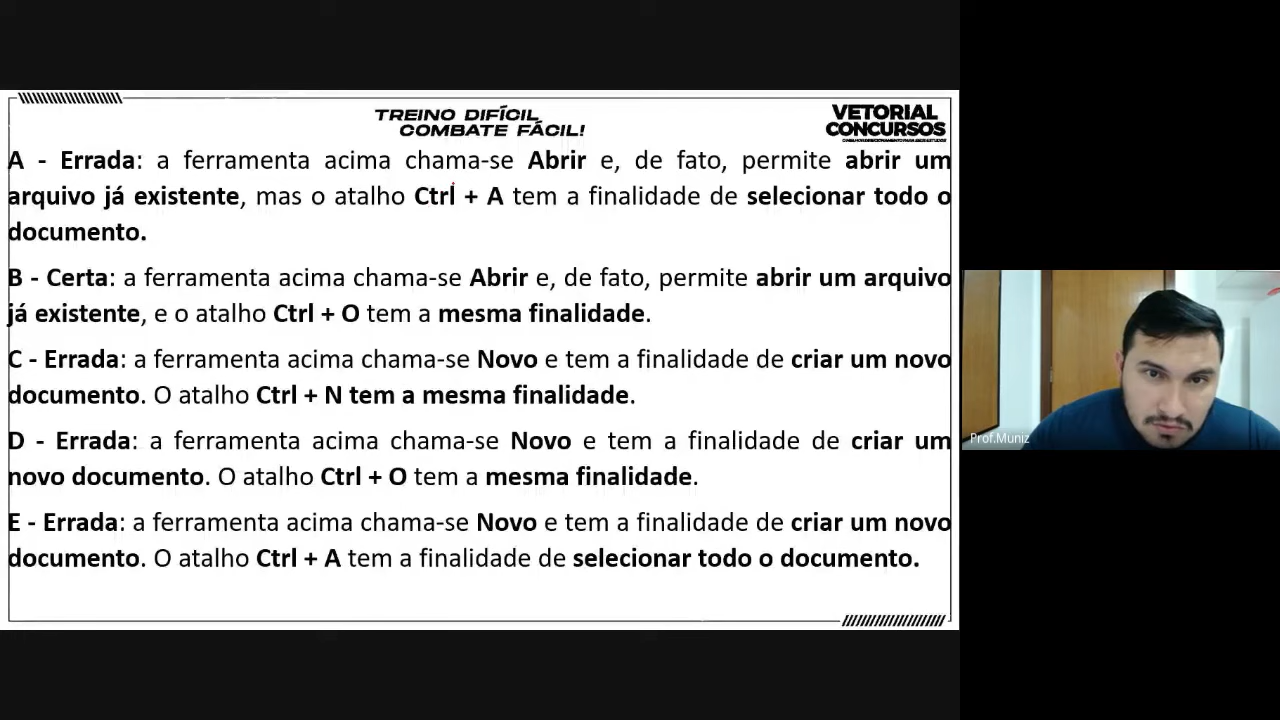 TREINO DIFÍCIL
COMBATE FÁCIL!
VETORIAL
CONCURSOS
A - Errada: a ferramenta acima chama-se Abrir e, de fato, permite abrir um
arquivo já existente, mas o atalho Ctrl + A tem a finalidade de selecionar todo o
documento.
B - Certa: a ferramenta acima chama-se Abrir e, de fato, permite abrir um arquivo
já existente, e o atalho Ctrl + O tem a mesma finalidade.
C - Errada: a ferramenta acima chama-se Novo e tem a finalidade de criar um novo
documento. O atalho Ctrl + N tem a mesma finalidade.
D - Errada: a ferramenta acima chama-se Novo e tem a finalidade de criar um
novo documento. O atalho Ctrl + O tem a mesma finalidade.
E - Errada: a ferramenta acima chama-se Novo e tem a finalidade de criar um novo
documento. O atalho Ctrl + A tem a finalidade de selecionar todo o documento.
Prof.Muniz